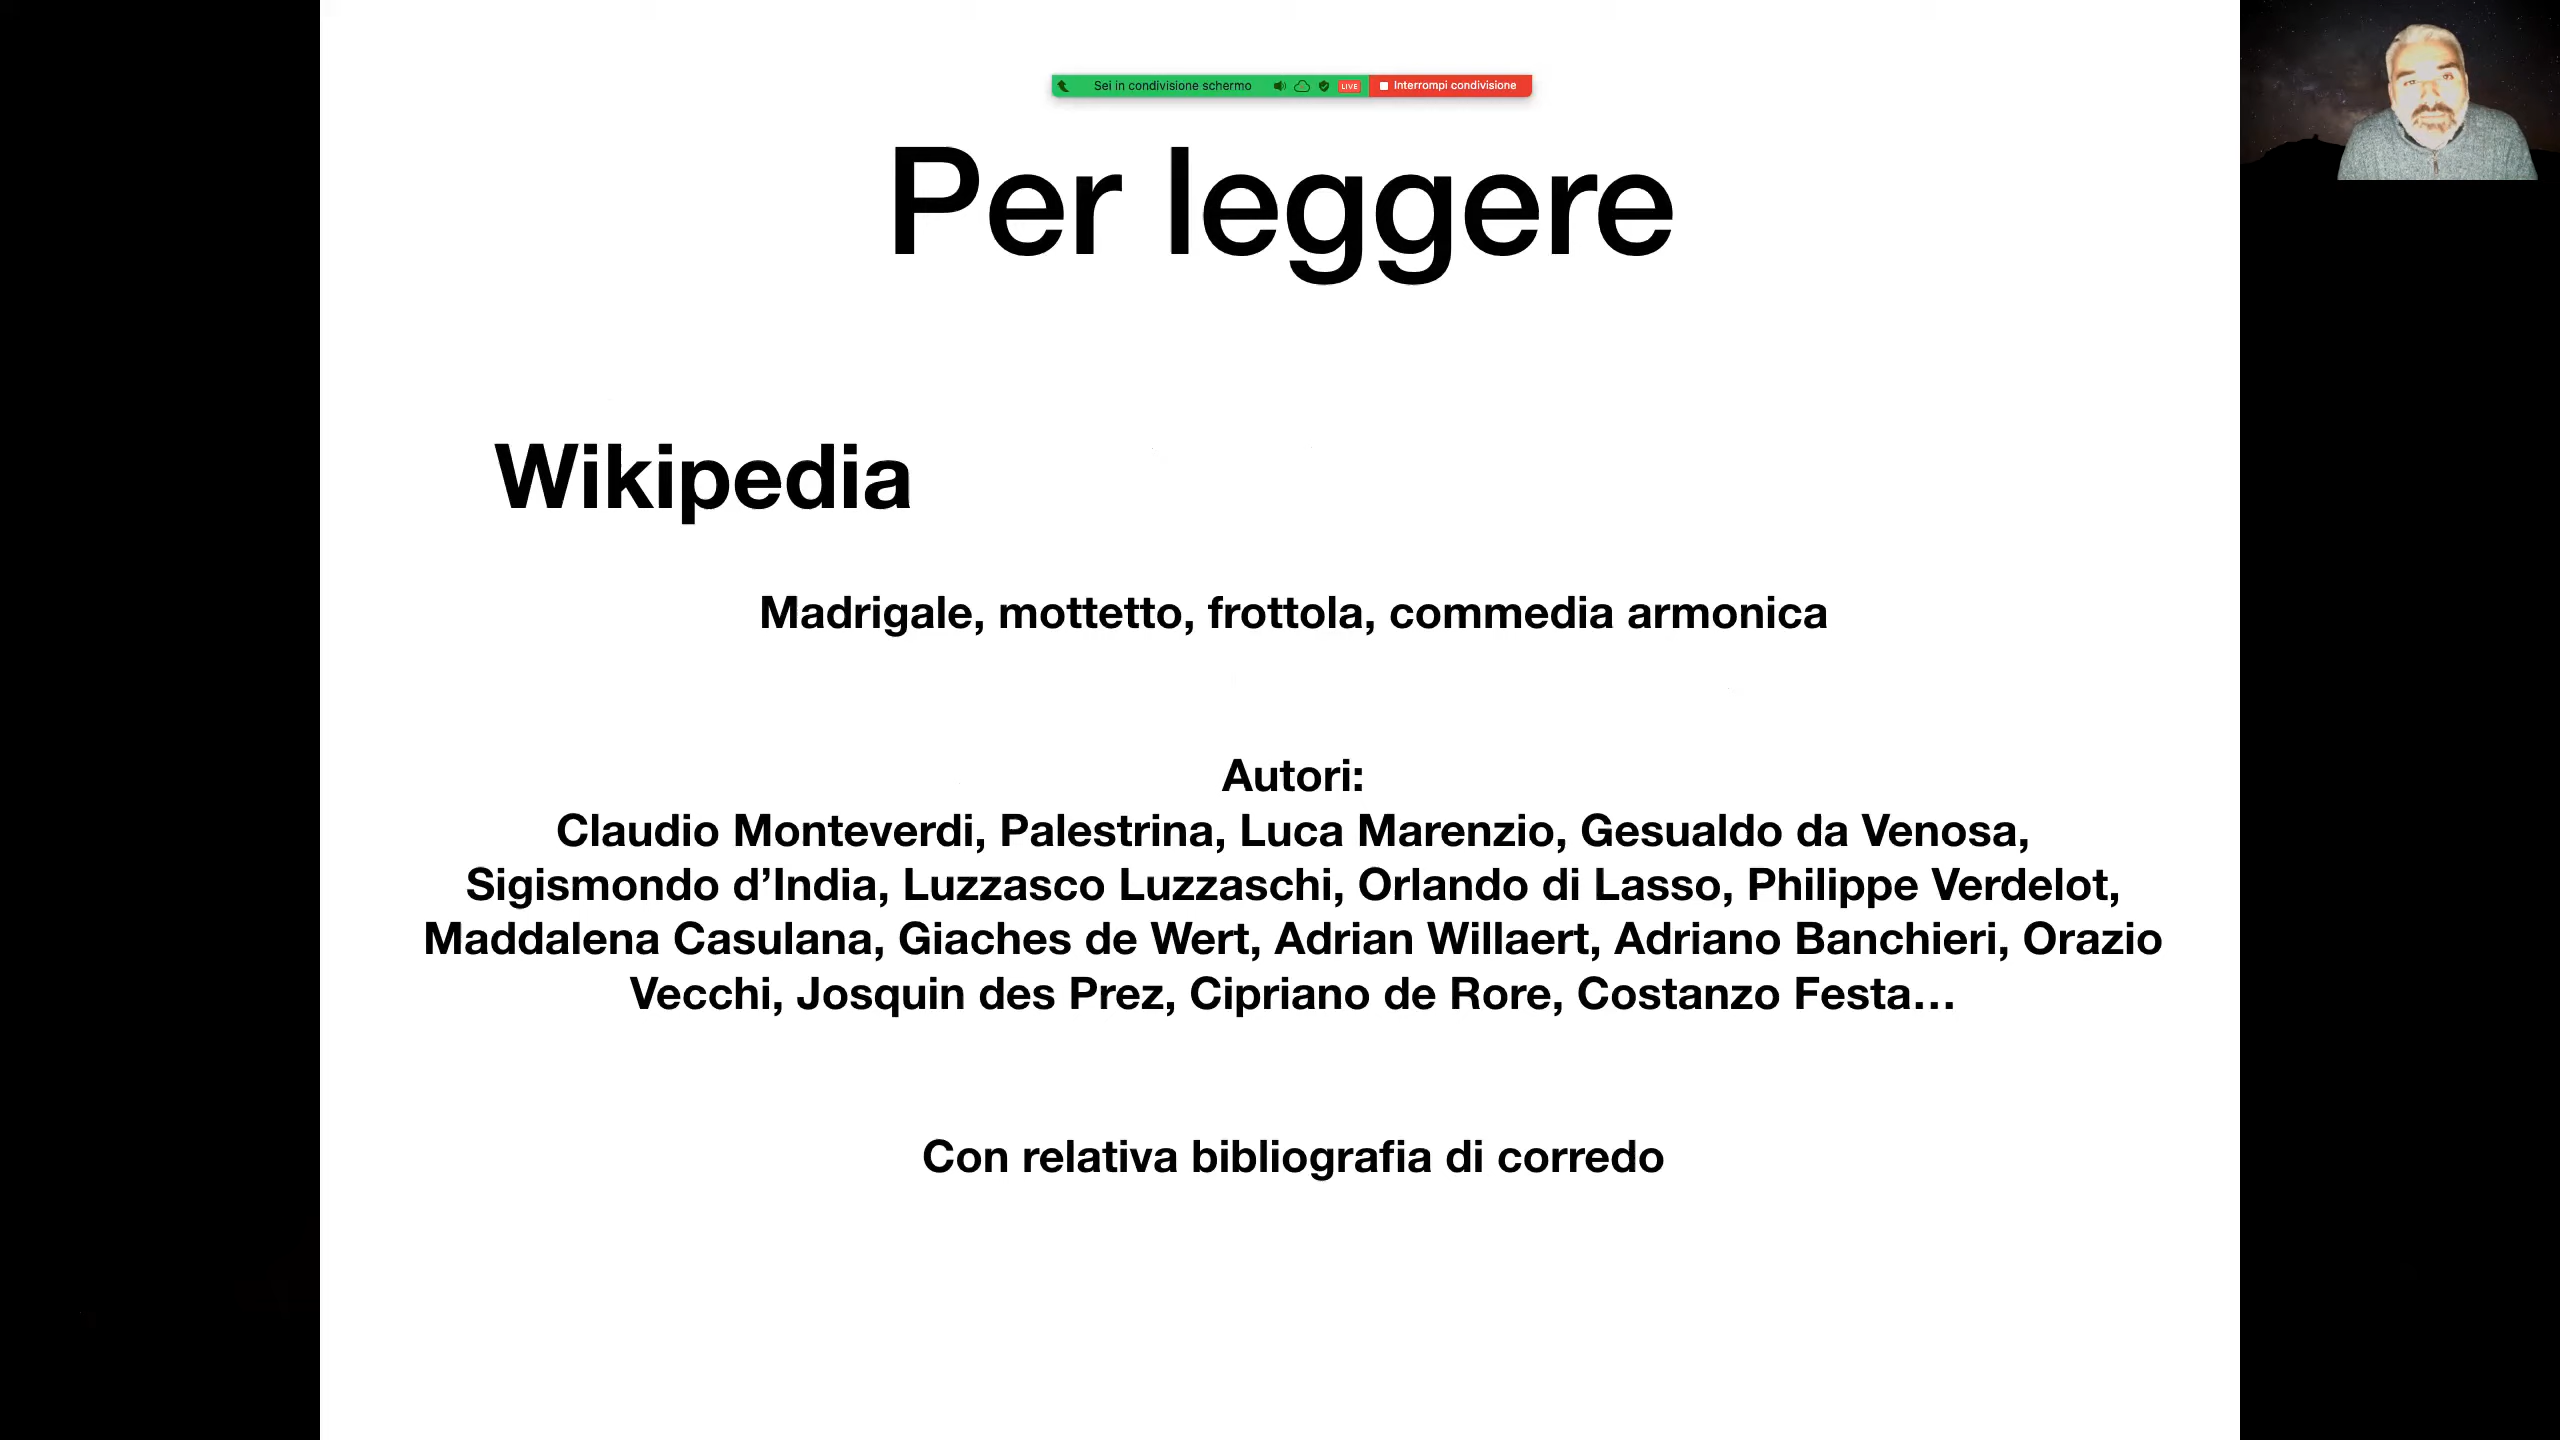 Sei in condivisione schermo LIVE Interrompi condivisione
Per leggere
Wikipedia
Madrigale, mottetto, frottola, commedia armonica
Autori:
Claudio Monteverdi, Palestrina, Luca Marenzio, Gesualdo da Venosa,
Sigismondo d’India, Luzzasco Luzzaschi, Orlando di Lasso, Philippe Verdelot,
Maddalena Casulana, Giaches de Wert, Adrian Willaert, Adriano Banchieri, Orazio
Vecchi, Josquin des Prez, Cipriano de Rore, Costanzo Festa…
Con relativa bibliografia di corredo